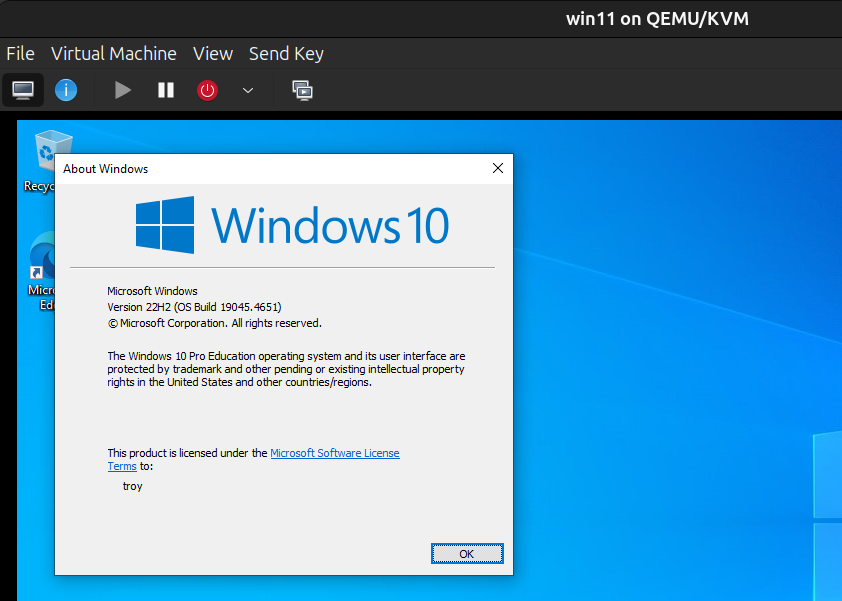 win11 on QEMU/KVM
File Virtual Machine View Send Key
About Windows
Recyc
Windows 10
Micro
Ed
Microsoft Windows
Version 22H2 (OS Build 19045.4651)
© Microsoft Corporation. All rights reserved.
The Windows 10 Pro Education operating system and its user interface are
protected by trademark and other pending or existing intellectual property
rights in the United States and other countries/regions.
This product is licensed under the Microsoft Software License
Terms to:
troy
OK